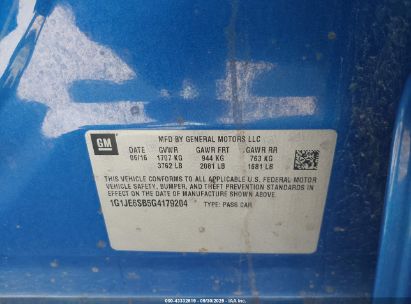 GM
MFD BY GENERAL MOTORS LLC
DATE GVWR GAWR FRT GAWR RR
06/16 1707 KG 944 KG 763 KG
3762 LB 2081 LB 1681 LB
THIS VEHICLE CONFORMS TO ALL APPLICABLE U.S. FEDERAL MOTOR
VEHICLE SAFETY, BUMPER, AND THEFT PREVENTION STANDARDS IN
EFFECT ON THE DATE OF MANUFACTURE SHOWN ABOVE.
1G1JE6SB5G4179204 TYPE: PASS CAR